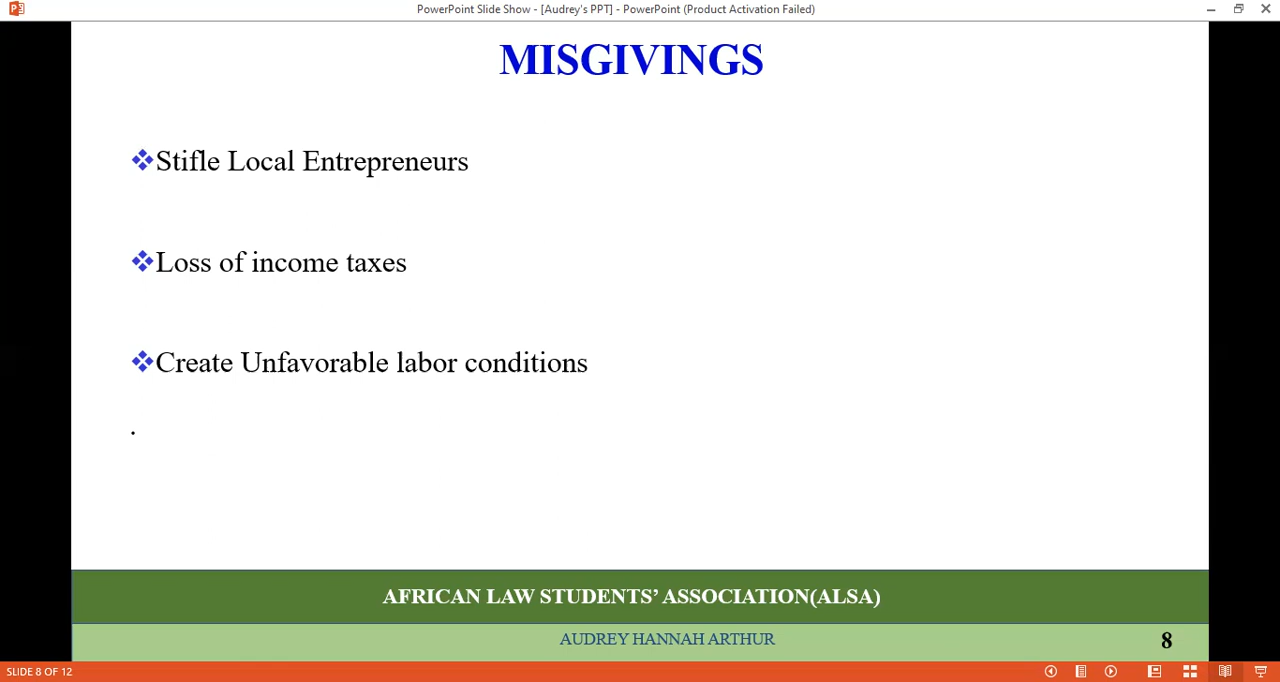 PowerPoint Slide Show - [Audrey's PPT] - PowerPoint (Product Activation Failed)
MISGIVINGS
❖Stifle Local Entrepreneurs
❖Loss of income taxes
❖Create Unfavorable labor conditions
.
AFRICAN LAW STUDENTS’ ASSOCIATION(ALSA)
AUDREY HANNAH ARTHUR
8
SLIDE 8 OF 12